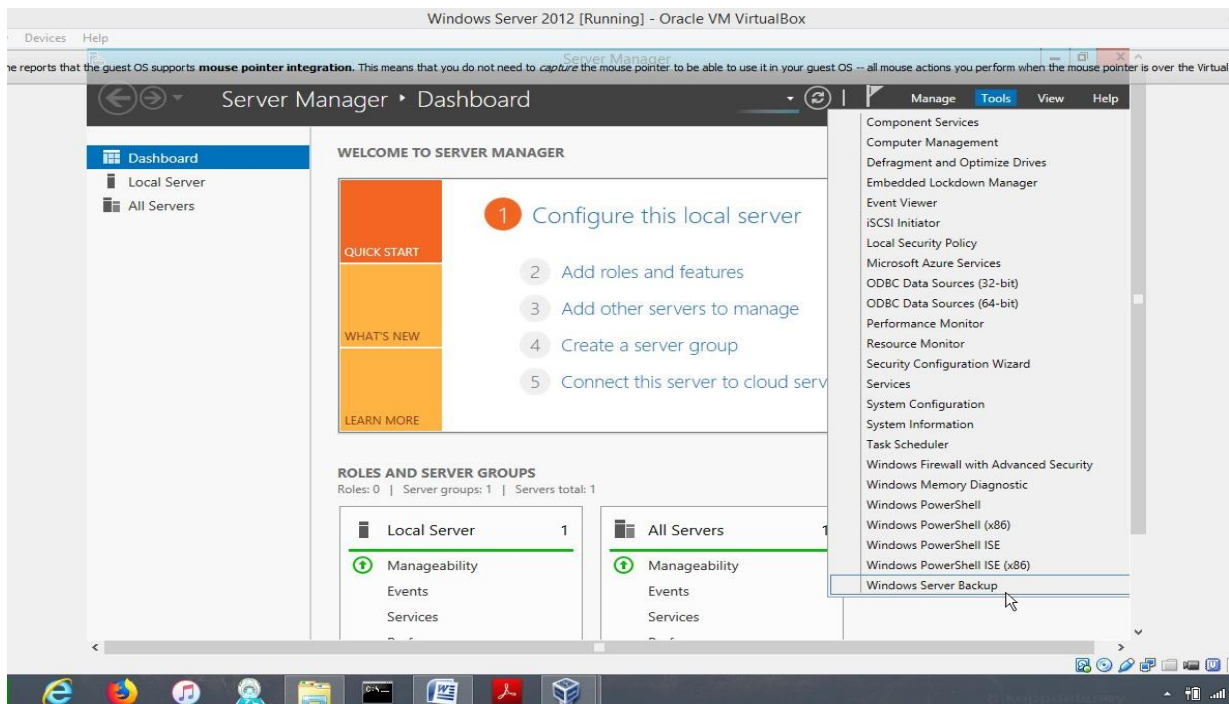 Windows Server 2012 [Running] - Oracle VM VirtualBox
Devices Help
Server Manager
ne reports that the guest OS supports mouse pointer integration. This means that you do not need to capture the mouse pointer to be able to use it in your guest OS -- all mouse actions you perform when the mouse pointer is over the Virtual
Server Manager ‣ Dashboard
Manage Tools View Help
Dashboard
Local Server
All Servers
WELCOME TO SERVER MANAGER
QUICK START
WHAT'S NEW
LEARN MORE
1 Configure this local server
2 Add roles and features
3 Add other servers to manage
4 Create a server group
5 Connect this server to cloud serv
ROLES AND SERVER GROUPS
Roles: 0 | Server groups: 1 | Servers total: 1
Local Server 1
Manageability
Events
Services
All Servers 1
Manageability
Events
Services
Component Services
Computer Management
Defragment and Optimize Drives
Embedded Lockdown Manager
Event Viewer
iSCSI Initiator
Local Security Policy
Microsoft Azure Services
ODBC Data Sources (32-bit)
ODBC Data Sources (64-bit)
Performance Monitor
Resource Monitor
Security Configuration Wizard
Services
System Configuration
System Information
Task Scheduler
Windows Firewall with Advanced Security
Windows Memory Diagnostic
Windows PowerShell
Windows PowerShell (x86)
Windows PowerShell ISE
Windows PowerShell ISE (x86)
Windows Server Backup